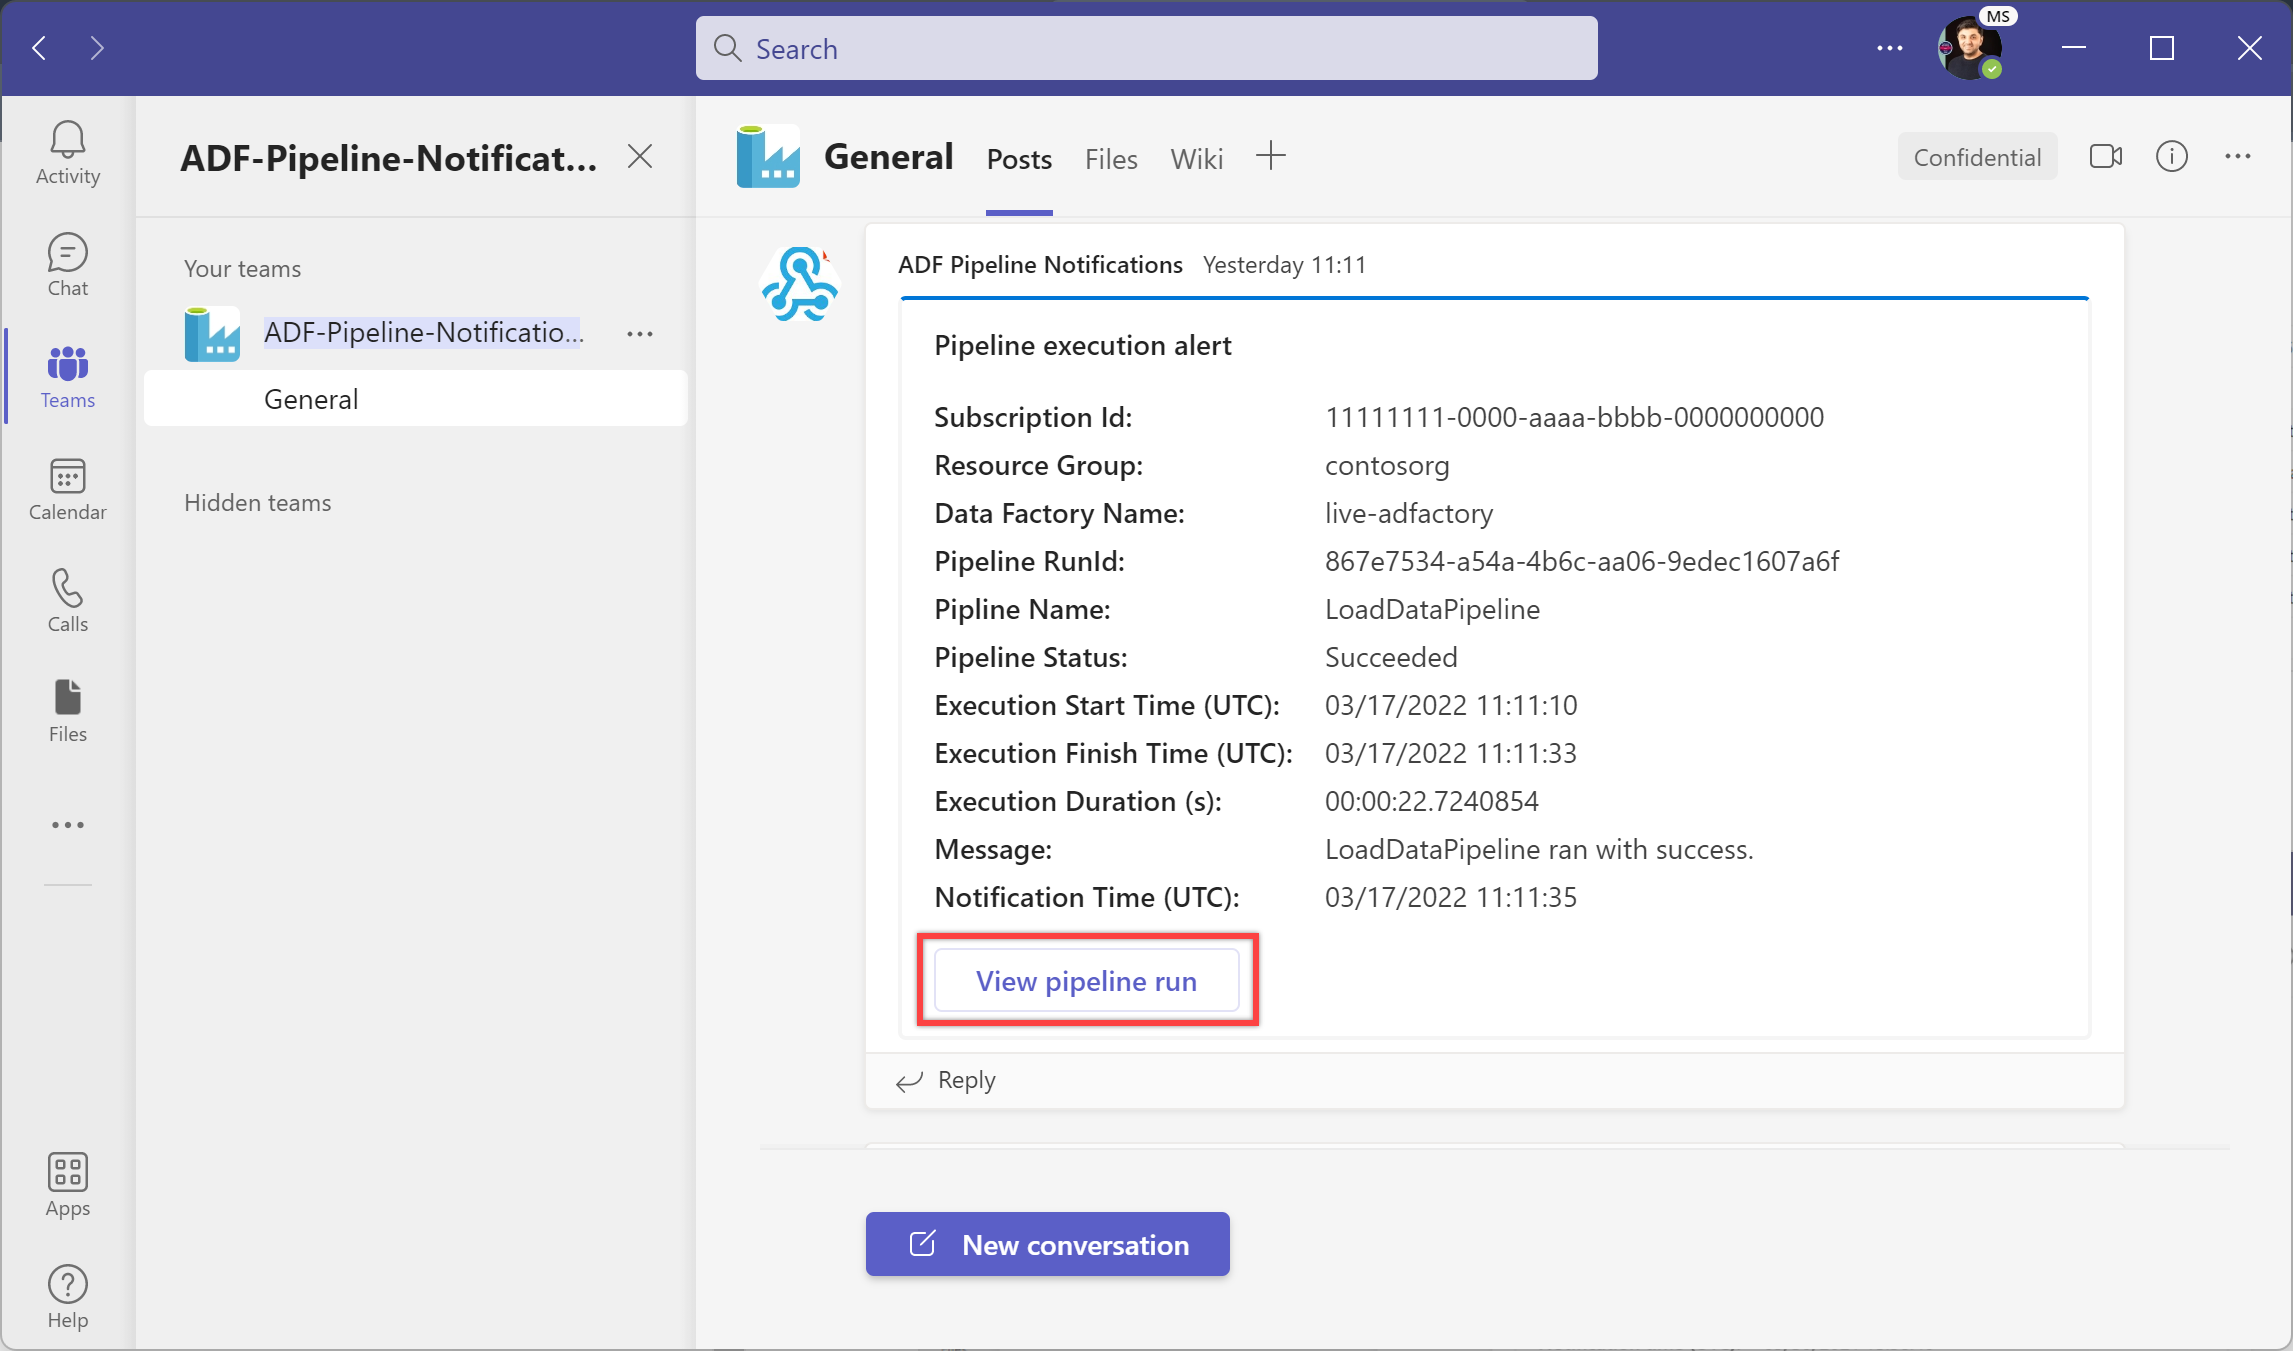 Search
MS
Activity
Chat
Teams
Calendar
Calls
Files
Apps
Help
ADF-Pipeline-Notificat...
Your teams
ADF-Pipeline-Notificatio...
General
Hidden teams
General
Posts
Files
Wiki
Confidential
ADF Pipeline Notifications Yesterday 11:11
Pipeline execution alert
Subscription Id: 11111111-0000-aaaa-bbbb-0000000000
Resource Group: contosorg
Data Factory Name: live-adfactory
Pipeline RunId: 867e7534-a54a-4b6c-aa06-9edec1607a6f
Pipline Name: LoadDataPipeline
Pipeline Status: Succeeded
Execution Start Time (UTC): 03/17/2022 11:11:10
Execution Finish Time (UTC): 03/17/2022 11:11:33
Execution Duration (s): 00:00:22.7240854
Message: LoadDataPipeline ran with success.
Notification Time (UTC): 03/17/2022 11:11:35
View pipeline run
Reply
New conversation